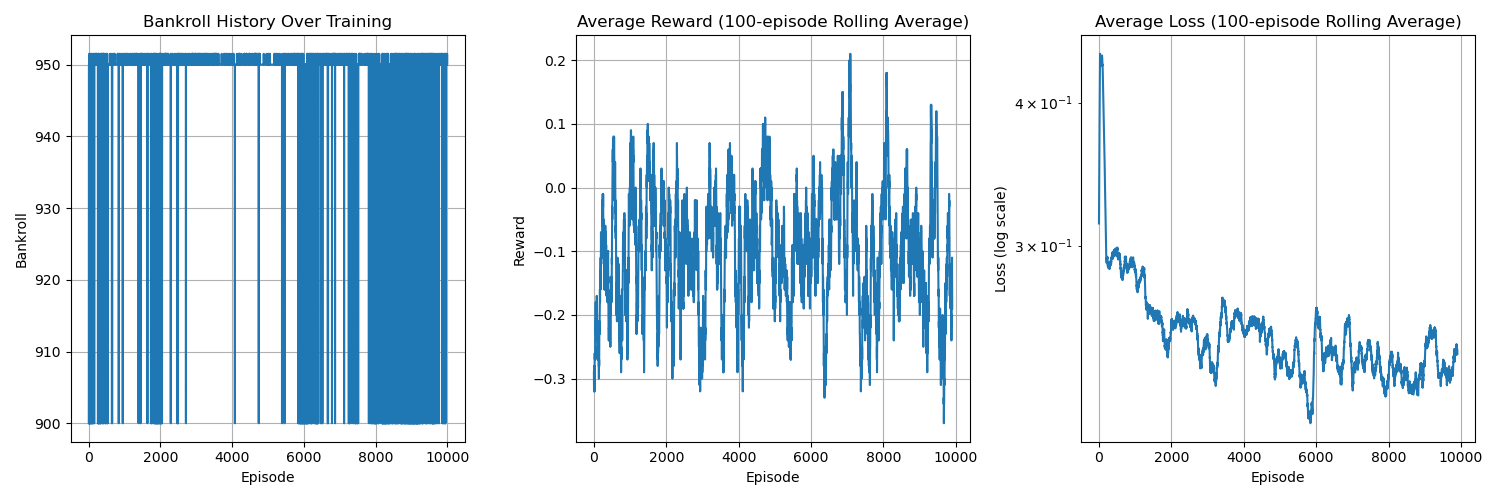 Bankroll History Over Training
950
940
930
920
910
900
Bankroll
0 2000 4000 6000 8000 10000
Episode
Average Reward (100-episode Rolling Average)
0.2
0.1
0.0
−0.1
−0.2
−0.3
Reward
0 2000 4000 6000 8000 10000
Episode
Average Loss (100-episode Rolling Average)
4 × 10⁻¹
3 × 10⁻¹
Loss (log scale)
0 2000 4000 6000 8000 10000
Episode